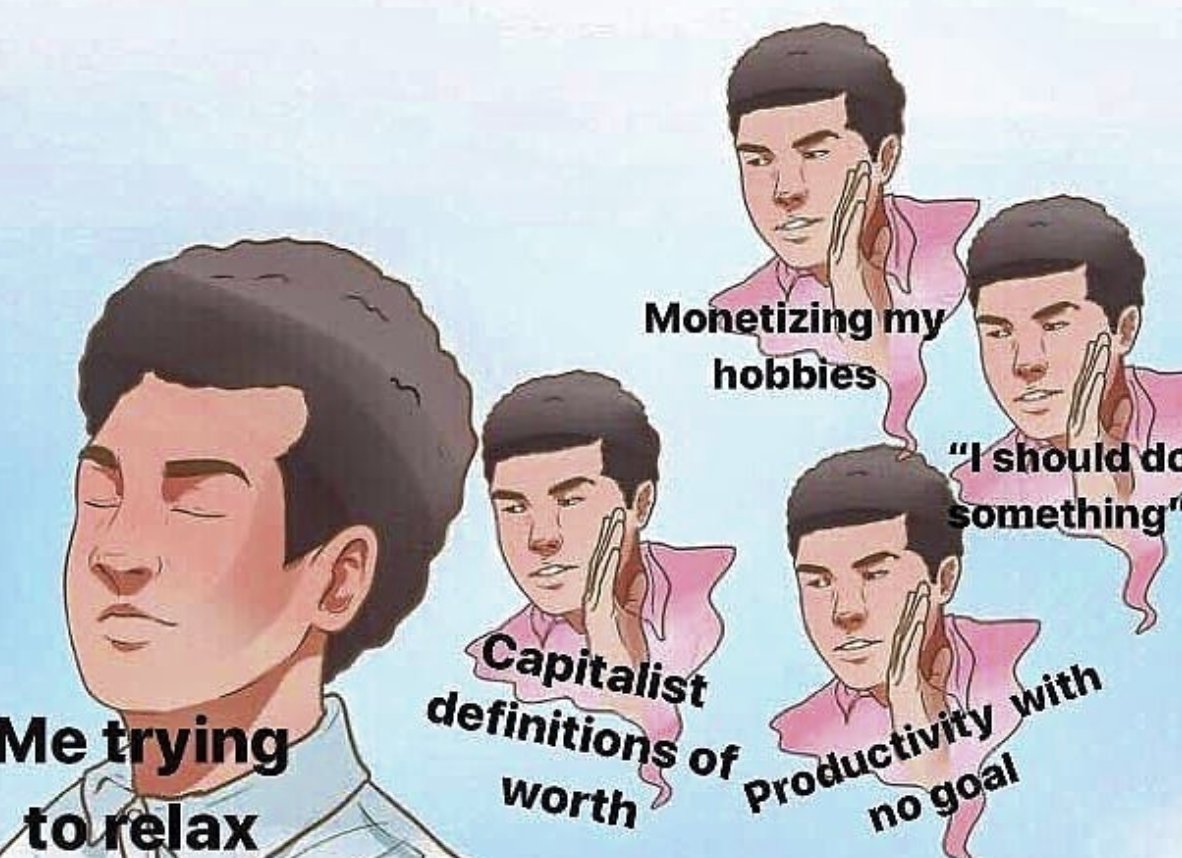 Monetizing my
hobbies
“I should do
something”
Capitalist
definitions of
worth
Productivity with
no goal
Me trying
to relax